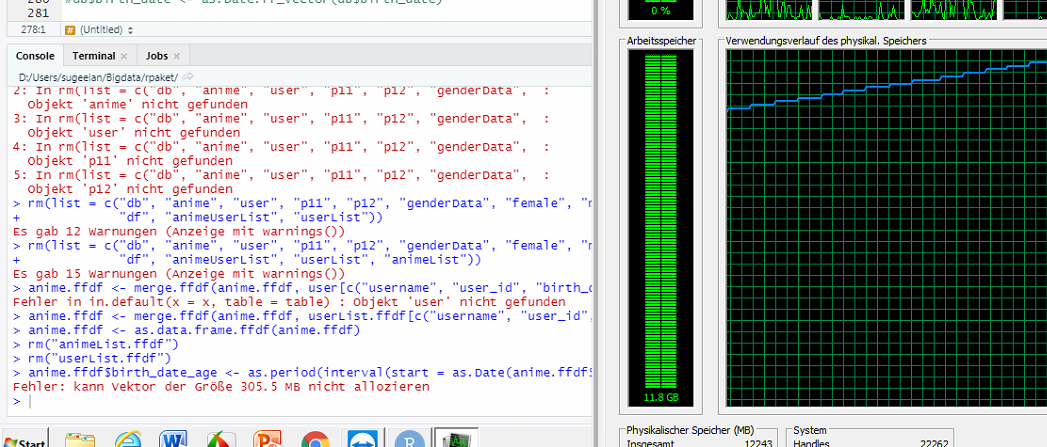 #db$birth_date <- as.Date.ff_vector(db$birth_date)
281
278:1 # (Untitled)
Console Terminal × Jobs ×
D:/Users/sugeelan/Bigdata/rpaket/
2: In rm(list = c("db", "anime", "user", "p11", "p12", "genderData", :
Objekt 'anime' nicht gefunden
3: In rm(list = c("db", "anime", "user", "p11", "p12", "genderData", :
Objekt 'user' nicht gefunden
4: In rm(list = c("db", "anime", "user", "p11", "p12", "genderData", :
Objekt 'p11' nicht gefunden
5: In rm(list = c("db", "anime", "user", "p11", "p12", "genderData", :
Objekt 'p12' nicht gefunden
> rm(list = c("db", "anime", "user", "p11", "p12", "genderData", "female", "
+ "df", "animeUserList", "userList"))
Es gab 12 Warnungen (Anzeige mit warnings())
> rm(list = c("db", "anime", "user", "p11", "p12", "genderData", "female", "
+ "df", "animeUserList", "userList", "animeList"))
Es gab 15 Warnungen (Anzeige mit warnings())
> anime.ffdf <- merge.ffdf(anime.ffdf, user[c("username", "user_id", "birth_d
Fehler in in.default(x = x, table = table) : Objekt 'user' nicht gefunden
> anime.ffdf <- merge.ffdf(anime.ffdf, userList.ffdf[c("username", "user_id",
> anime.ffdf <- as.data.frame.ffdf(anime.ffdf)
> rm("animeList.ffdf")
> rm("userList.ffdf")
> anime.ffdf$birth_date_age <- as.period(interval(start = as.Date(anime.ffdf$
Fehler: kann Vektor der Größe 305.5 MB nicht allozieren
>
Start
0 %
Arbeitsspeicher
11.8 GB
Verwendungsverlauf des physikal. Speichers
Physikalischer Speicher (MB)
Insgesamt 12243
System
Handles 22262